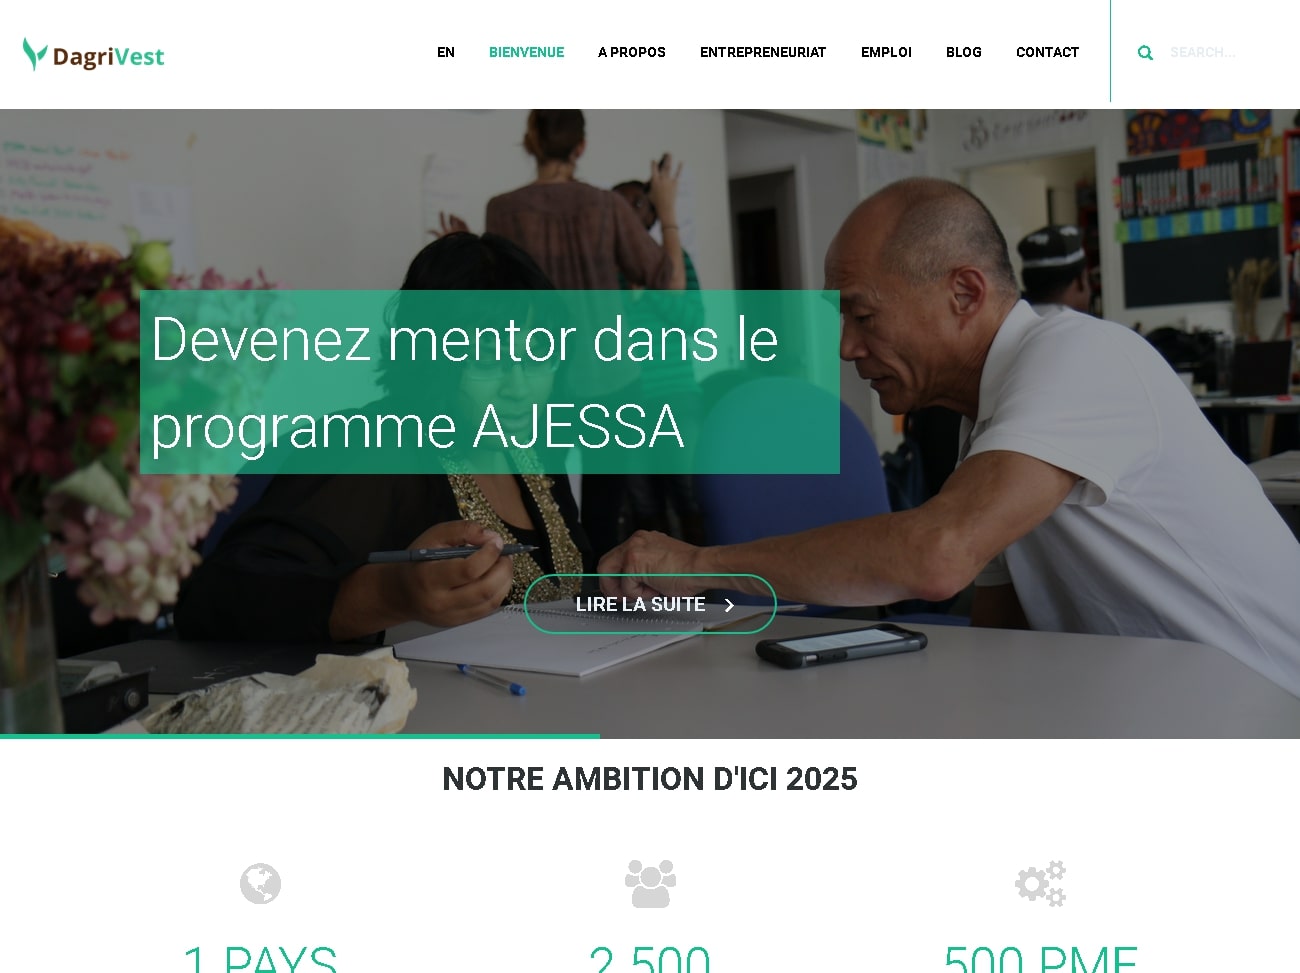 DagriVest
EN
BIENVENUE
A PROPOS
ENTREPRENEURIAT
EMPLOI
BLOG
CONTACT
SEARCH...
Devenez mentor dans le
programme AJESSA
LIRE LA SUITE
NOTRE AMBITION D'ICI 2025
1 PAYS
2 500
500 PME